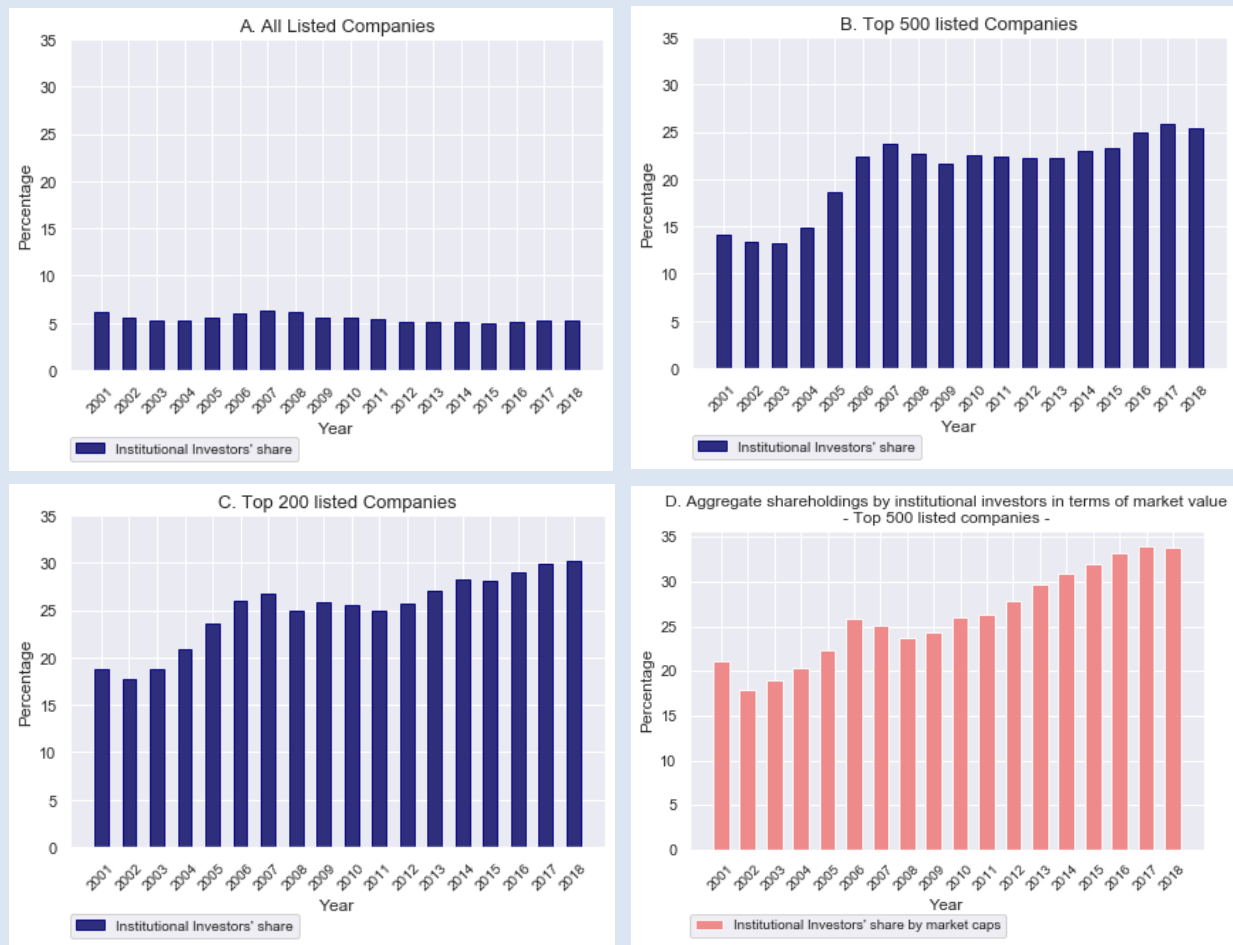 A. All Listed Companies
35
30
25
20
15
10
5
0
Percentage
2001 2002 2003 2004 2005 2006 2007 2008 2009 2010 2011 2012 2013 2014 2015 2016 2017 2018
Year
Institutional Investors' share
B. Top 500 listed Companies
35
30
25
20
15
10
5
0
Percentage
2001 2002 2003 2004 2005 2006 2007 2008 2009 2010 2011 2012 2013 2014 2015 2016 2017 2018
Year
Institutional Investors' share
C. Top 200 listed Companies
35
30
25
20
15
10
5
0
Percentage
2001 2002 2003 2004 2005 2006 2007 2008 2009 2010 2011 2012 2013 2014 2015 2016 2017 2018
Year
Institutional Investors' share
D. Aggregate shareholdings by institutional investors in terms of market value
- Top 500 listed companies -
35
30
25
20
15
10
5
0
Percentage
2001 2002 2003 2004 2005 2006 2007 2008 2009 2010 2011 2012 2013 2014 2015 2016 2017 2018
Year
Institutional Investors' share by market caps